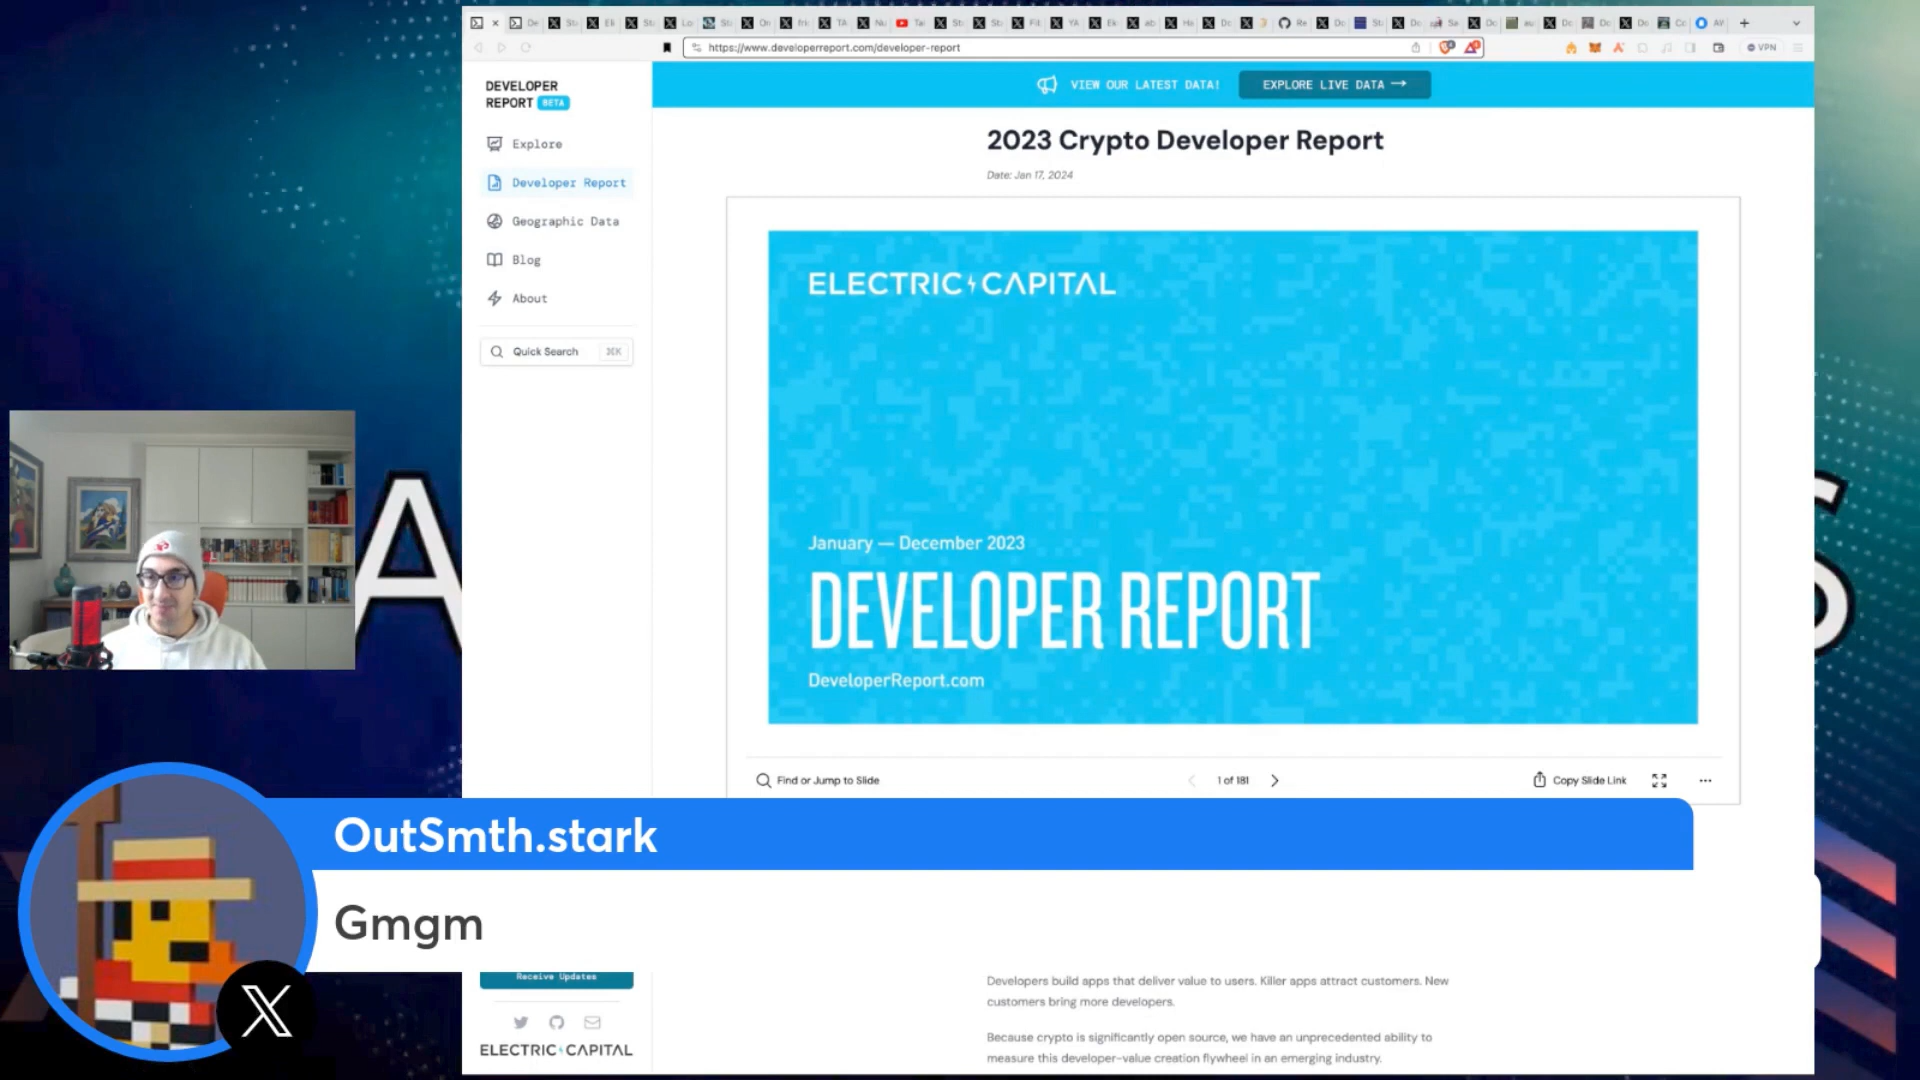 https://www.developerreport.com/developer-report
VPN
DEVELOPER
REPORT BETA
VIEW OUR LATEST DATA!
EXPLORE LIVE DATA →
Explore
Developer Report
Geographic Data
Blog
About
Quick Search ⌘K
2023 Crypto Developer Report
Date: Jan 17, 2024
ELECTRIC CAPITAL
January — December 2023
DEVELOPER REPORT
DeveloperReport.com
Find or Jump to Slide
1 of 181
Copy Slide Link
OutSmth.stark
Gmgm
Receive Updates
ELECTRIC CAPITAL
Developers build apps that deliver value to users. Killer apps attract customers. New
customers bring more developers.
Because crypto is significantly open source, we have an unprecedented ability to
measure this developer-value creation flywheel in an emerging industry.
A
S